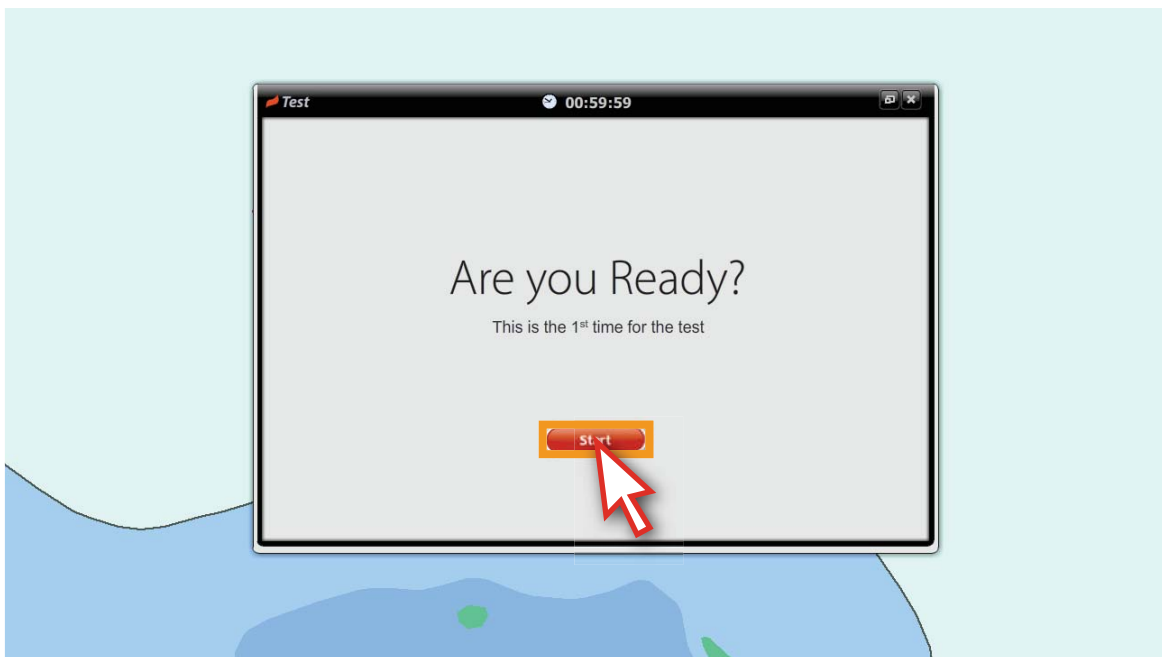 Test
00:59:59
Are you Ready?
This is the 1st time for the test
Start